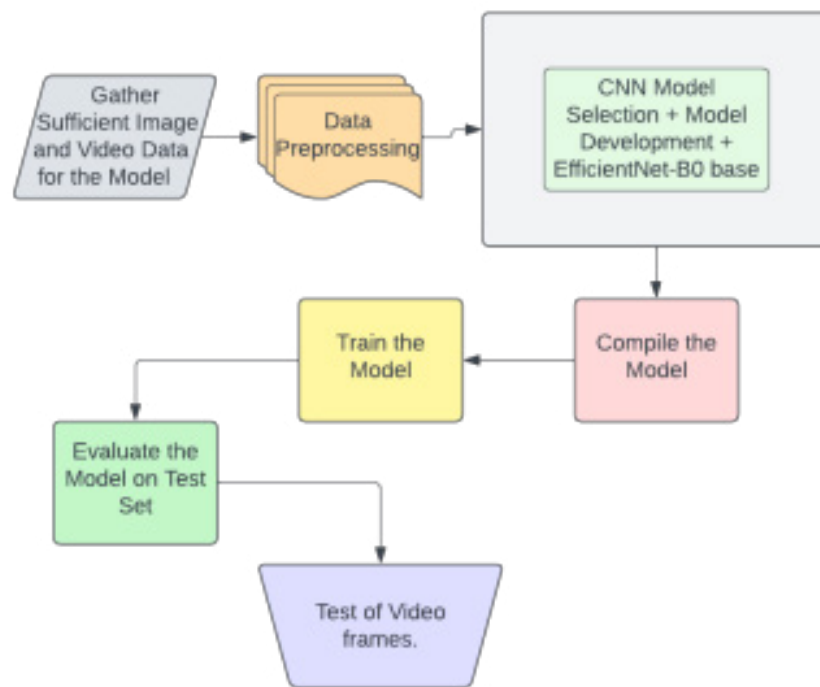 Gather
Sufficient Image
and Video Data
for the Model
Data
Preprocessing
CNN Model
Selection + Model
Development +
EfficientNet-B0 base
Compile the
Model
Train the
Model
Evaluate the
Model on Test
Set
Test of Video
frames.